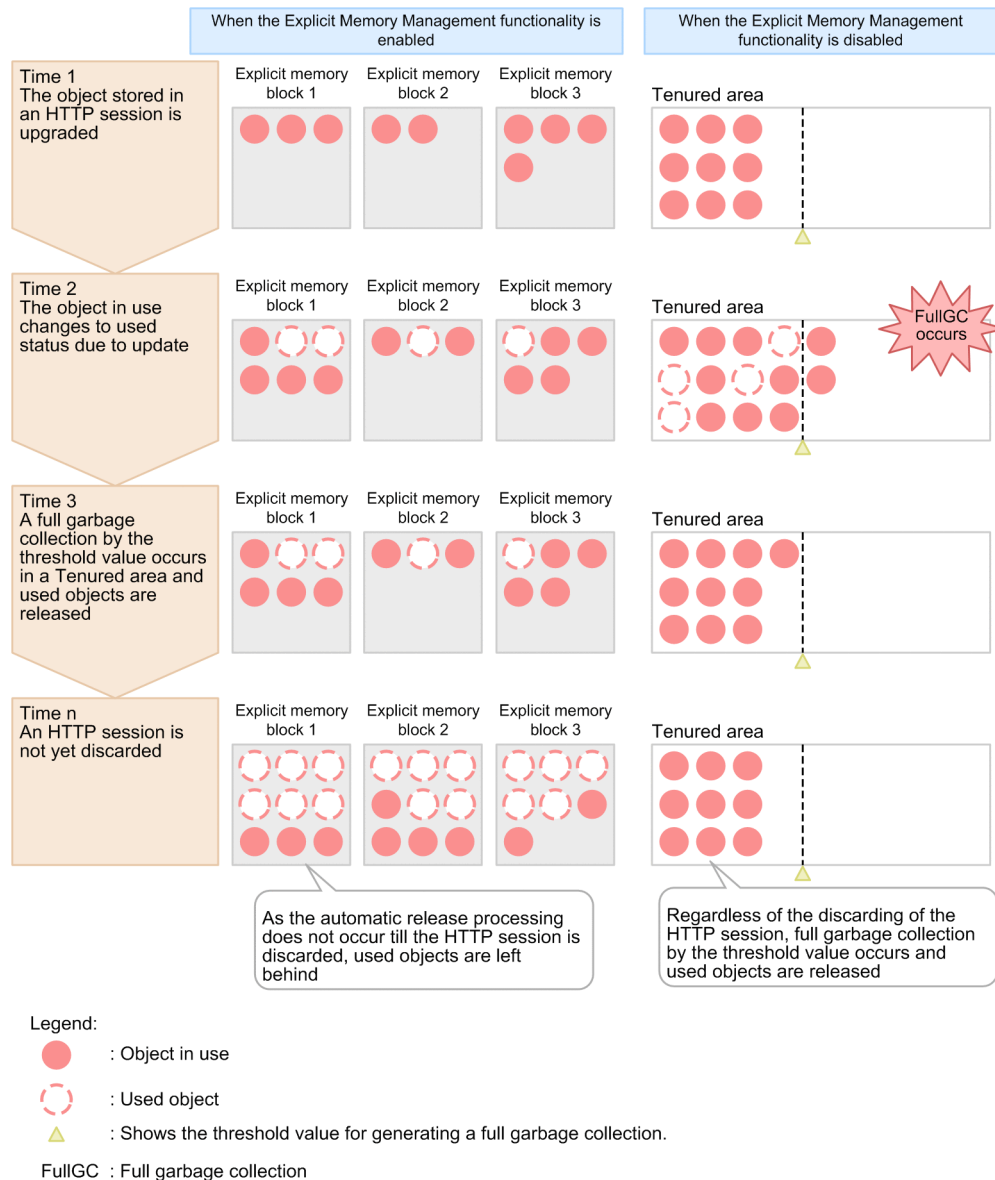 When the Explicit Memory Management functionality is
enabled
When the Explicit Memory Management
functionality is disabled
Time 1
The object stored in
an HTTP session is
upgraded
Explicit memory
block 1
Explicit memory
block 2
Explicit memory
block 3
Tenured area
Time 2
The object in use
changes to used
status due to update
Explicit memory
block 1
Explicit memory
block 2
Explicit memory
block 3
Tenured area
FullGC
occurs
Time 3
A full garbage
collection by the
threshold value occurs
in a Tenured area and
used objects are
released
Explicit memory
block 1
Explicit memory
block 2
Explicit memory
block 3
Tenured area
Time n
An HTTP session is
not yet discarded
Explicit memory
block 1
Explicit memory
block 2
Explicit memory
block 3
Tenured area
As the automatic release processing
does not occur till the HTTP session is
discarded, used objects are left
behind
Regardless of the discarding of the
HTTP session, full garbage collection
by the threshold value occurs and
used objects are released
Legend:
: Object in use
: Used object
: Shows the threshold value for generating a full garbage collection.
FullGC : Full garbage collection